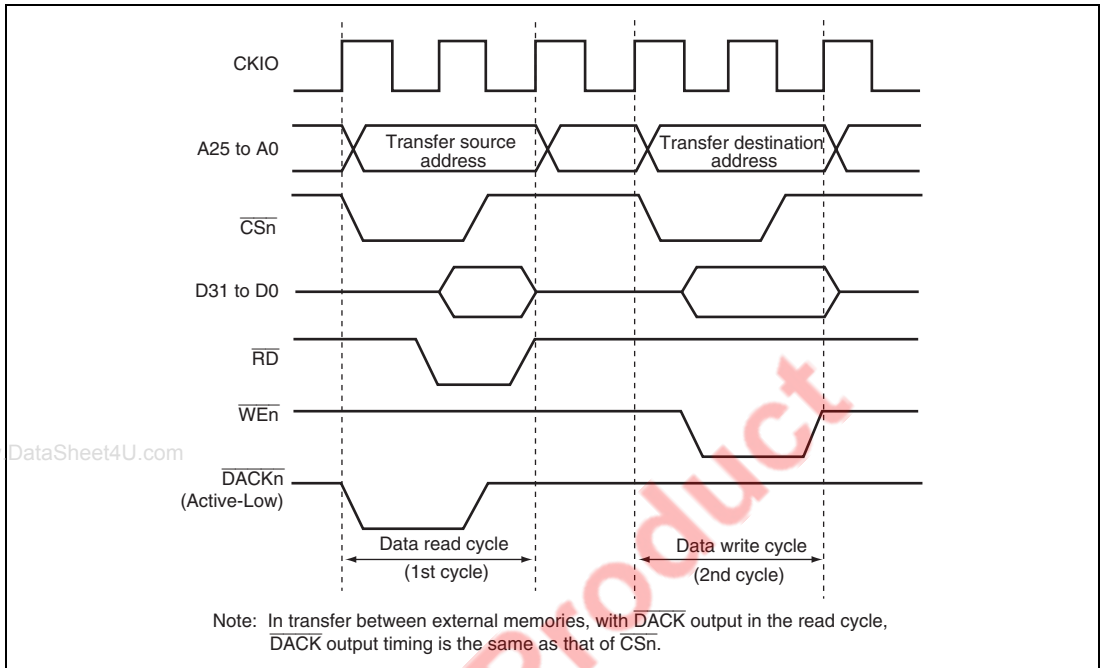 CKIO
A25 to A0
Transfer source
address
Transfer destination
address
CSn
D31 to D0
RD
WEn
.DataSheet4U.com
DACKn
(Active-Low)
Data read cycle
(1st cycle)
Data write cycle
(2nd cycle)
Note: In transfer between external memories, with DACK output in the read cycle,
DACK output timing is the same as that of CSn.
Product